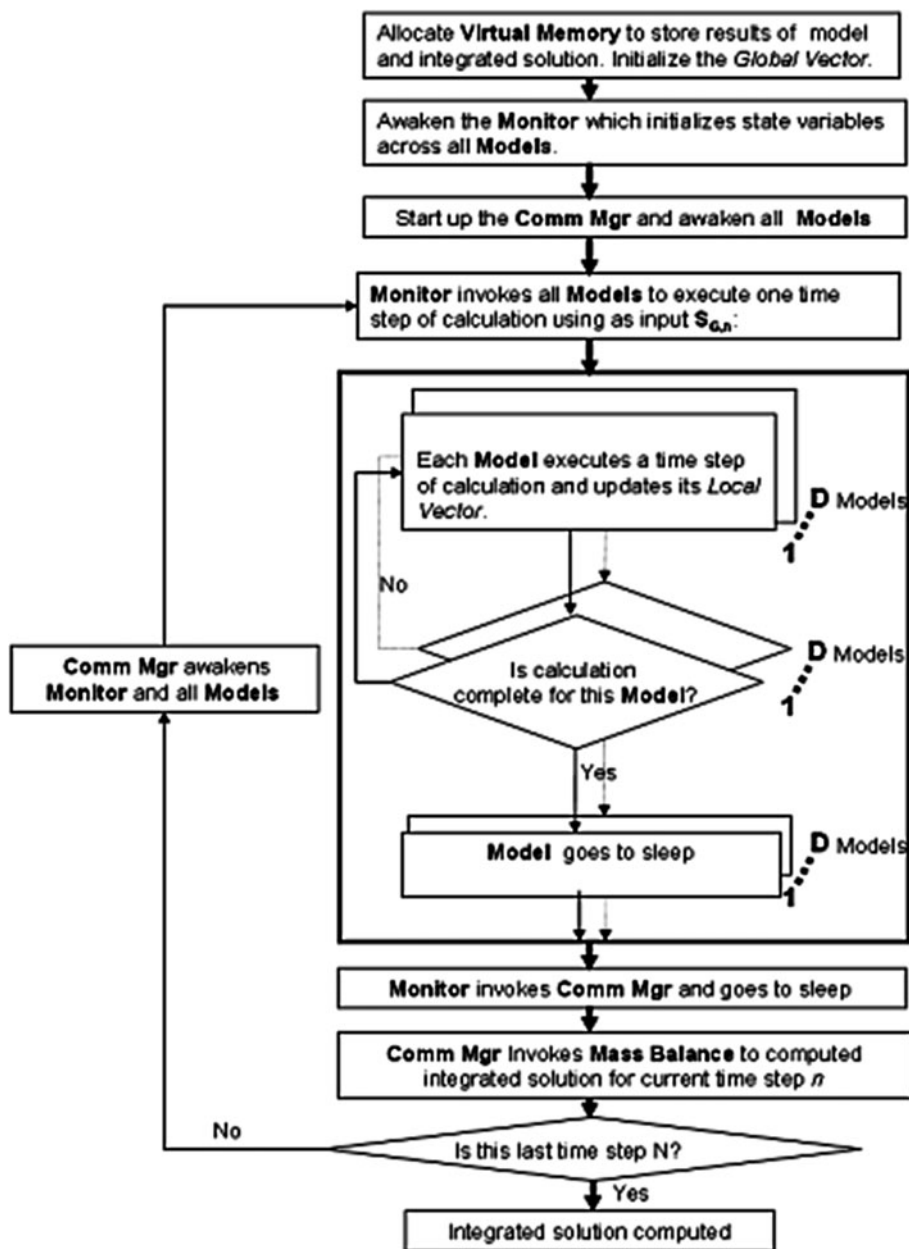 Allocate Virtual Memory to store results of model
and integrated solution. Initialize the Global Vector.
Awaken the Monitor which initializes state variables
across all Models.
Start up the Comm Mgr and awaken all Models
Monitor invokes all Models to execute one time
step of calculation using as input S_G,n:
Each Model executes a time step
of calculation and updates its Local
Vector.
D Models
1
No
Is calculation
complete for this Model?
D Models
1
Comm Mgr awakens
Monitor and all Models
Yes
Model goes to sleep
D Models
1
Monitor invokes Comm Mgr and goes to sleep
Comm Mgr Invokes Mass Balance to computed
integrated solution for current time step n
No
Is this last time step N?
Yes
Integrated solution computed